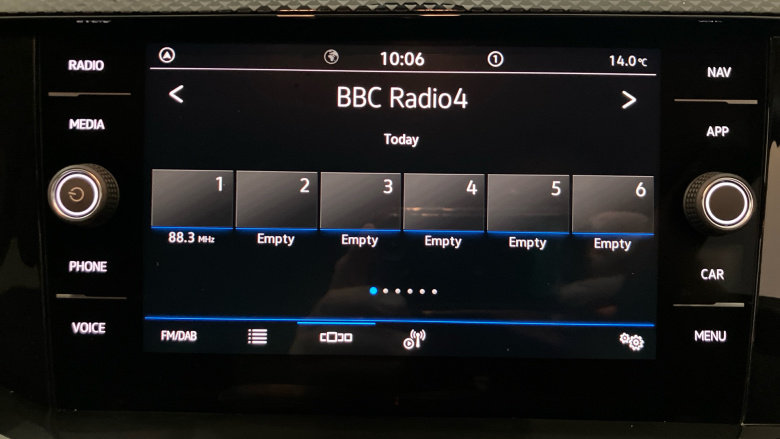 RADIO
MEDIA
PHONE
VOICE
10:06
1
14.0°C
BBC Radio4
Today
1 2 3 4 5 6
88.3 MHz Empty Empty Empty Empty Empty
FM/DAB
NAV
APP
CAR
MENU